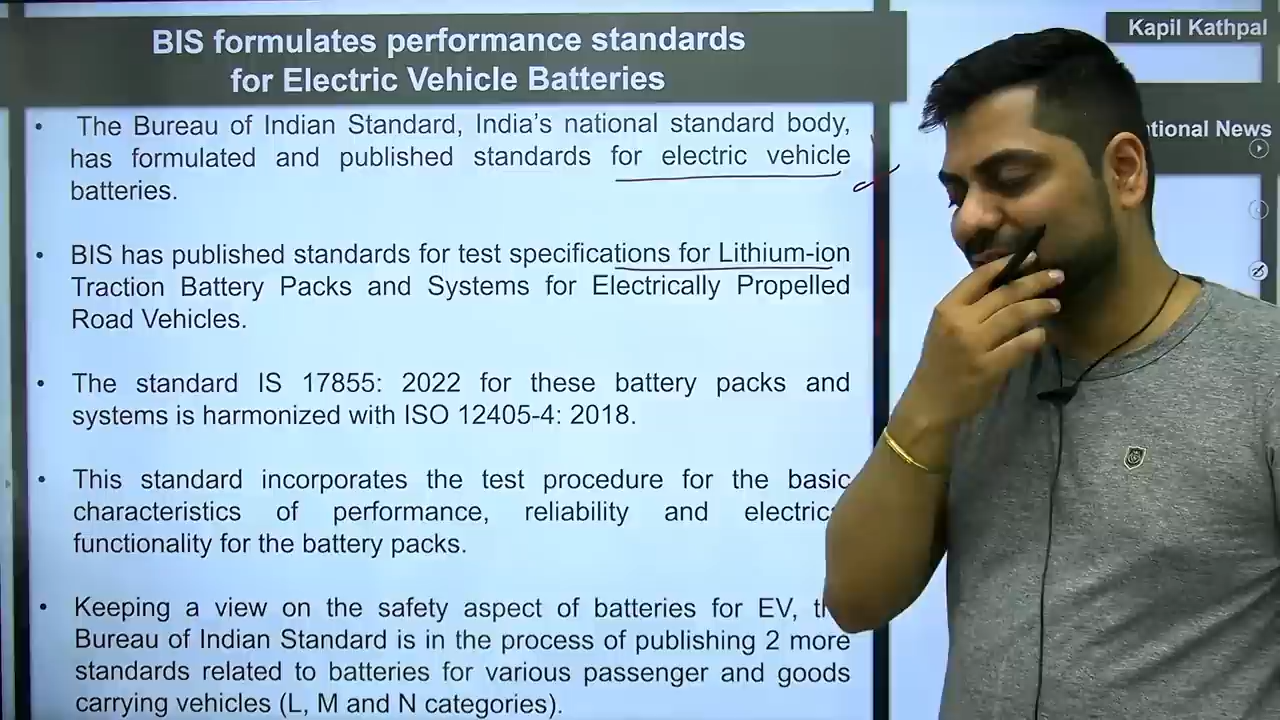 BIS formulates performance standards
for Electric Vehicle Batteries
Kapil Kathpal
News
• The Bureau of Indian Standard, India's national standard body,
has formulated and published standards for electric vehicle
batteries.
• BIS has published standards for test specifications for Lithium-ion
Traction Battery Packs and Systems for Electrically Propelled
Road Vehicles.
• The standard IS 17855: 2022 for these battery packs and
systems is harmonized with ISO 12405-4: 2018.
• This standard incorporates the test procedure for the basic
characteristics of performance, reliability and
functionality for the battery packs.
• Keeping a view on the safety aspect of batteries for EV,
Bureau of Indian Standard is in the process of publishing 2 more
standards related to batteries for various passenger and goods
carrying vehicles (L, M and N categories).